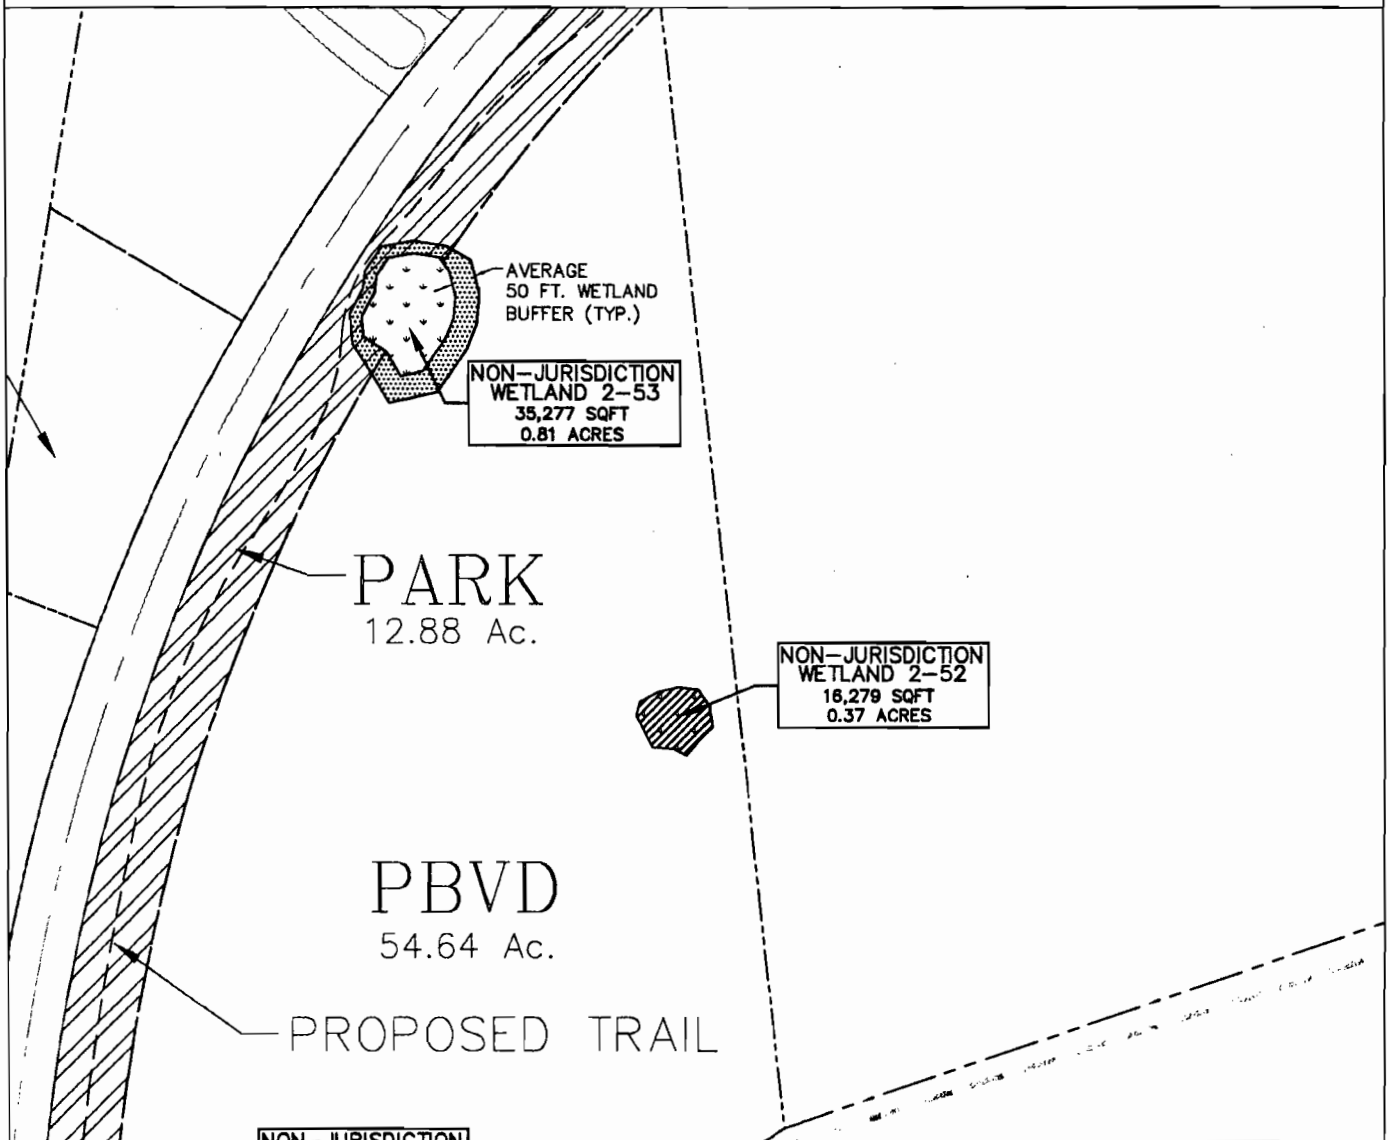 AVERAGE
50 FT. WETLAND
BUFFER (TYP.)
NON-JURISDICTION
WETLAND 2-53
35,277 SQFT
0.81 ACRES
PARK
12.88 Ac.
NON-JURISDICTION
WETLAND 2-52
16,279 SQFT
0.37 ACRES
PBVD
54.64 Ac.
PROPOSED TRAIL
NON-JURISDICTION